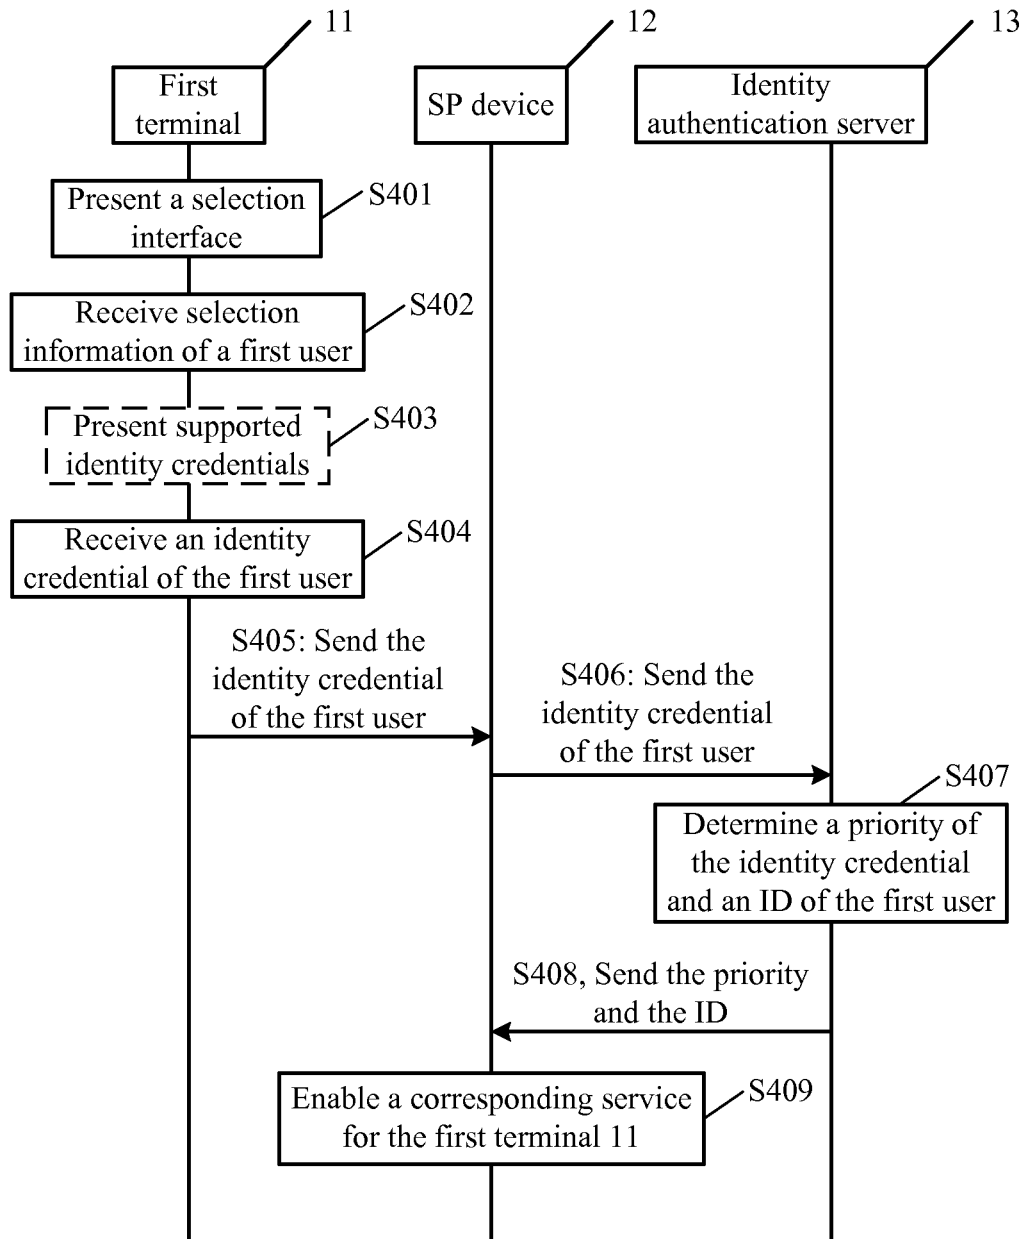 11
12
13
First
terminal
SP device
Identity
authentication server
Present a selection
interface
S401
Receive selection
information of a first user
S402
Present supported
identity credentials
S403
Receive an identity
credential of the first user
S404
S405: Send the
identity credential
of the first user
S406: Send the
identity credential
of the first user
S407
Determine a priority of
the identity credential
and an ID of the first user
S408, Send the priority
and the ID
Enable a corresponding service
for the first terminal 11
S409